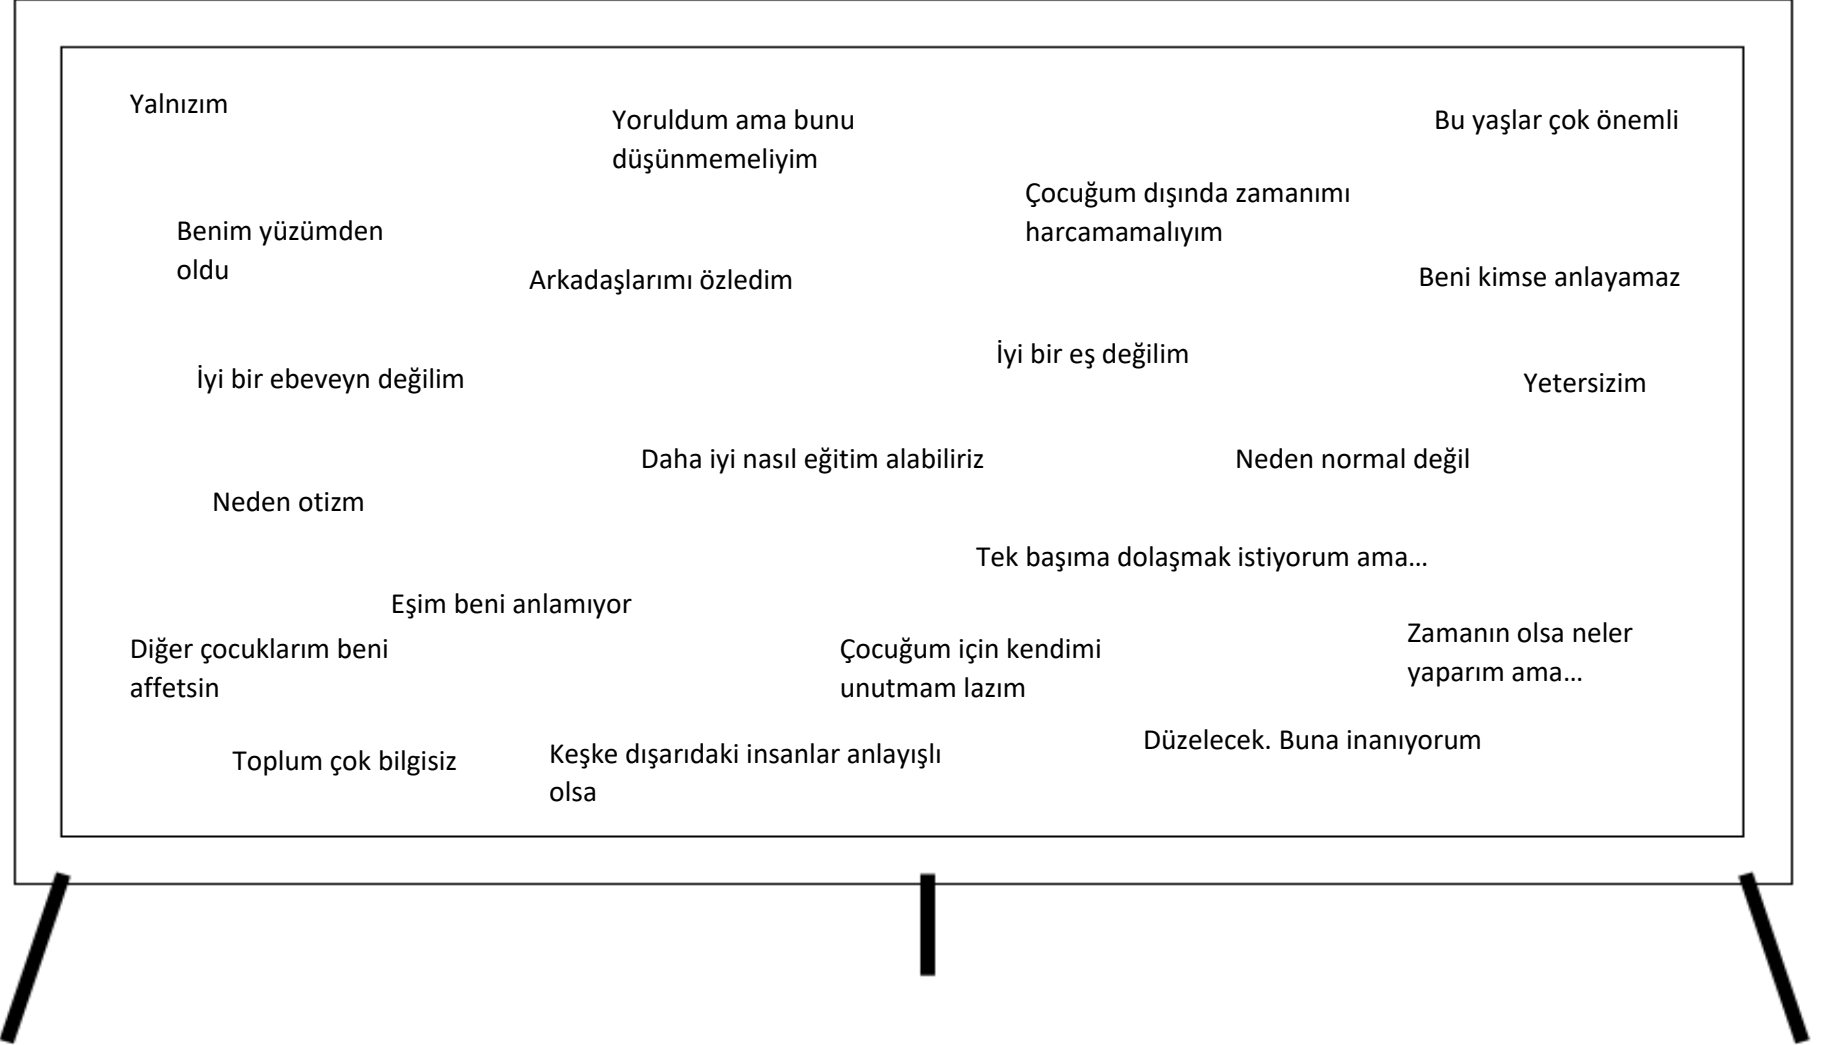 Yalnızım
Yoruldum ama bunu
düşünmemeliyim
Bu yaşlar çok önemli
Çocuğum dışında zamanımı
harcamamalıyım
Benim yüzümden
oldu
Arkadaşlarımı özledim
Beni kimse anlayamaz
İyi bir eş değilim
İyi bir ebeveyn değilim
Yetersizim
Daha iyi nasıl eğitim alabiliriz
Neden normal değil
Neden otizm
Tek başıma dolaşmak istiyorum ama…
Eşim beni anlamıyor
Diğer çocuklarım beni
affetsin
Çocuğum için kendimi
unutmam lazım
Zamanın olsa neler
yaparım ama…
Düzelecek. Buna inanıyorum
Toplum çok bilgisiz
Keşke dışarıdaki insanlar anlayışlı
olsa